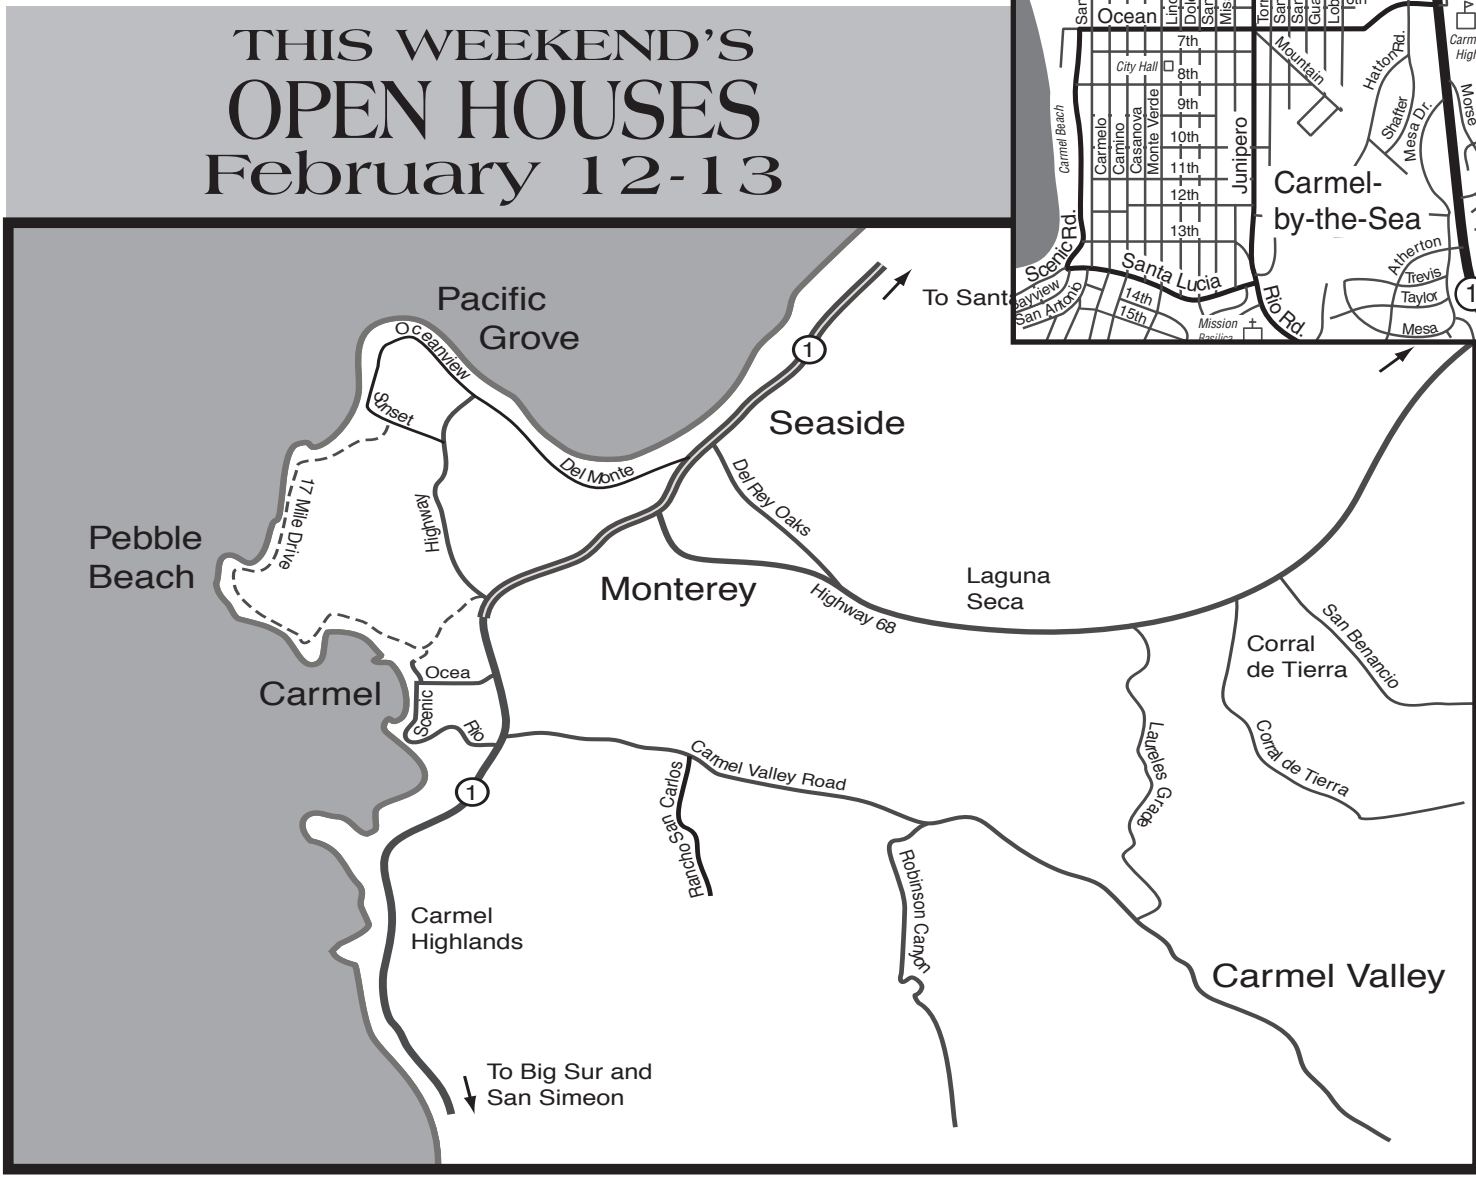 THIS WEEKEND'S
OPEN HOUSES
February 12-13
Ocean
7th
City Hall
8th
9th
10th
11th
12th
13th
Carmel Beach
Carmelo
Camino
Casanova
Monte Verde
Junipero
Mountain
Hatton Rd.
Shafter
Mesa Dr.
Morse
Carmel-
by-the-Sea
Scenic Rd.
Santa Lucia
Bayview
San Antonio
14th
15th
Mission
Basilica
Rio Rd.
Atherton
Trevis
Taylor
Mesa
1
Pacific
Grove
Oceanview
Sunset
Del Monte
1
To Santa
Seaside
Del Rey Oaks
17 Mile Drive
Highway
Pebble
Beach
Monterey
Highway 68
Laguna
Seca
San Benancio
Corral
de Tierra
Corral de Tierra
Carmel
Ocea
Scenic
Rio
1
Carmel Valley Road
Rancho San Carlos
Laureles Grade
Robinson Canyon
Carmel
Highlands
Carmel Valley
To Big Sur and
San Simeon